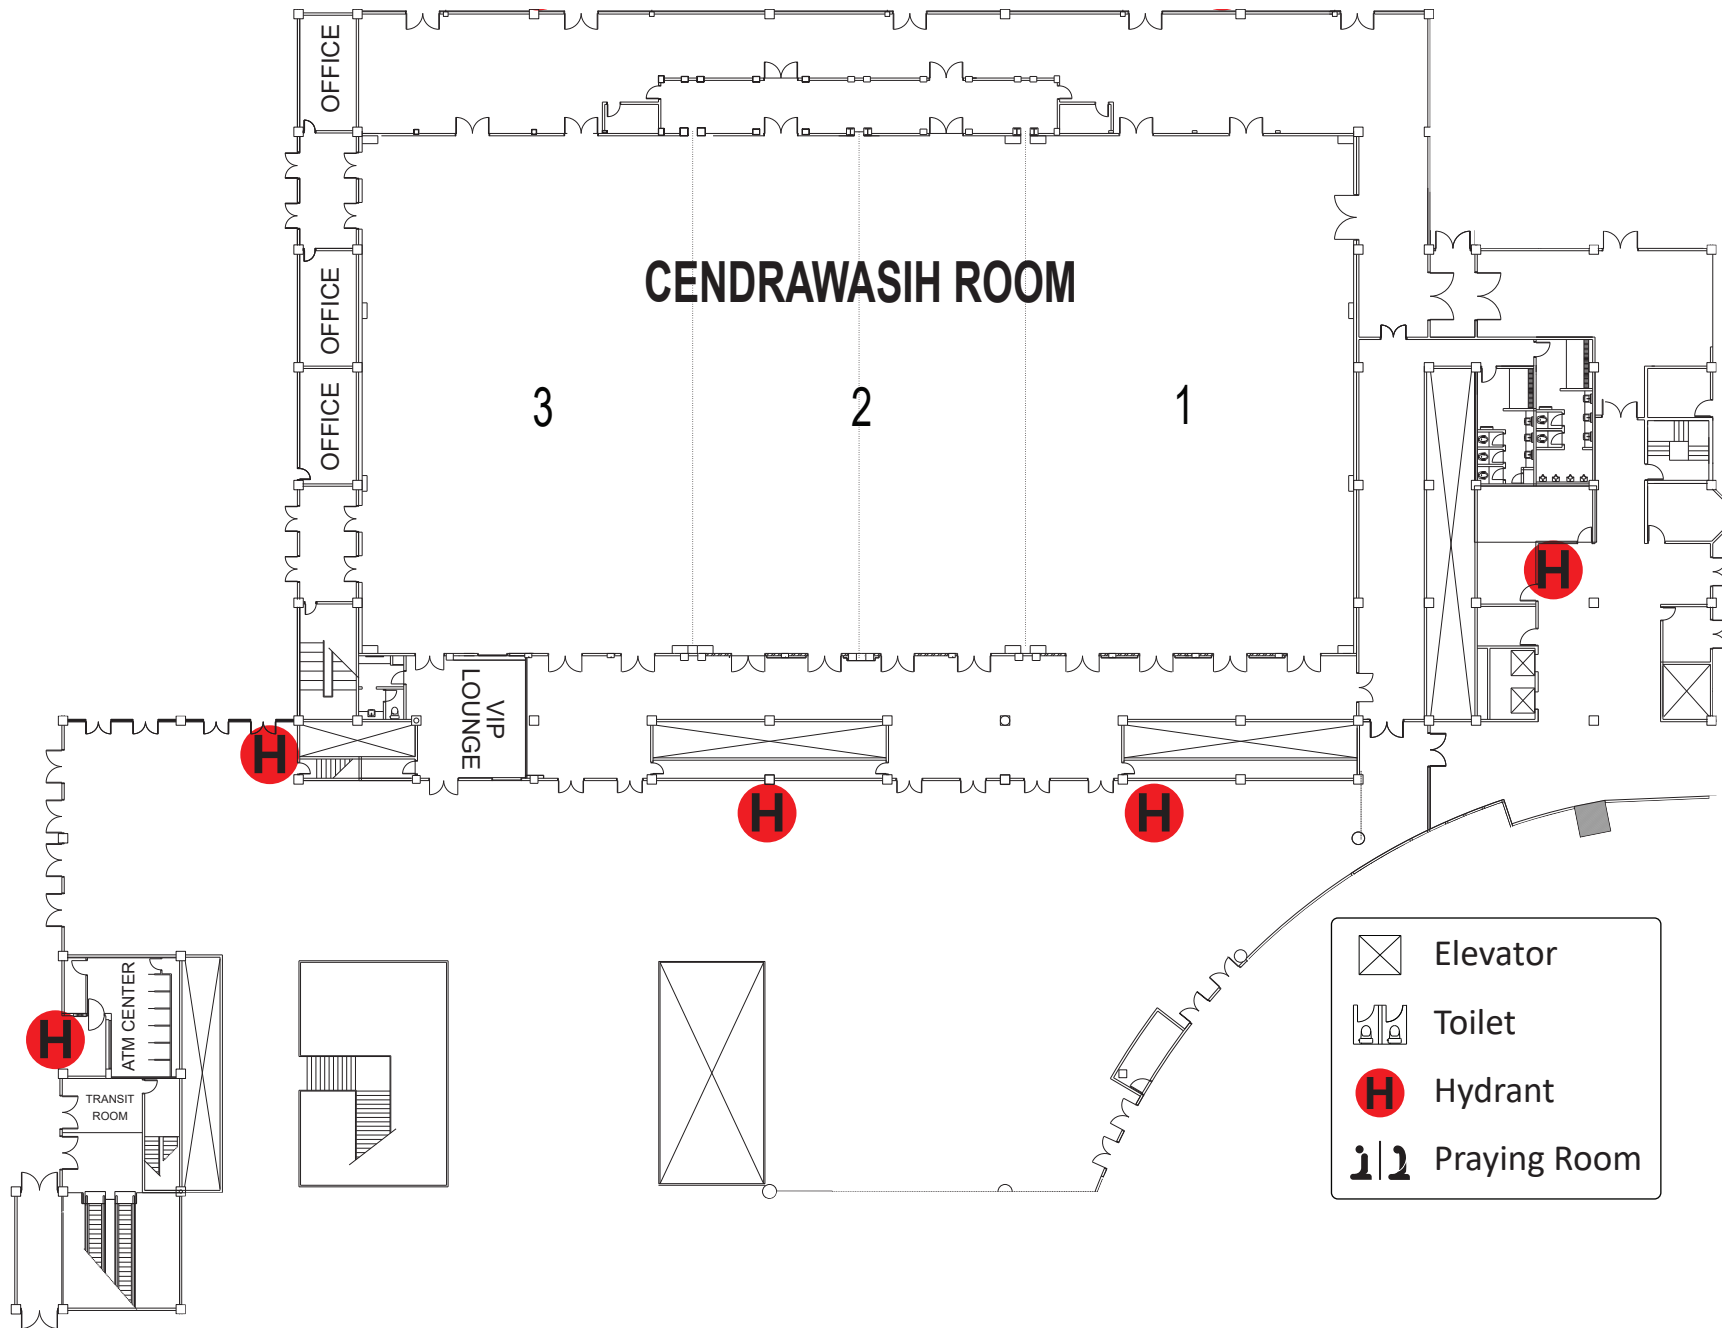 OFFICE
CENDRAWASIH ROOM
OFFICE
OFFICE
3
2
1
H
VIP
LOUNGE
H
H
H
Elevator
ATM CENTER
Toilet
H
H
Hydrant
TRANSIT
ROOM
Praying Room